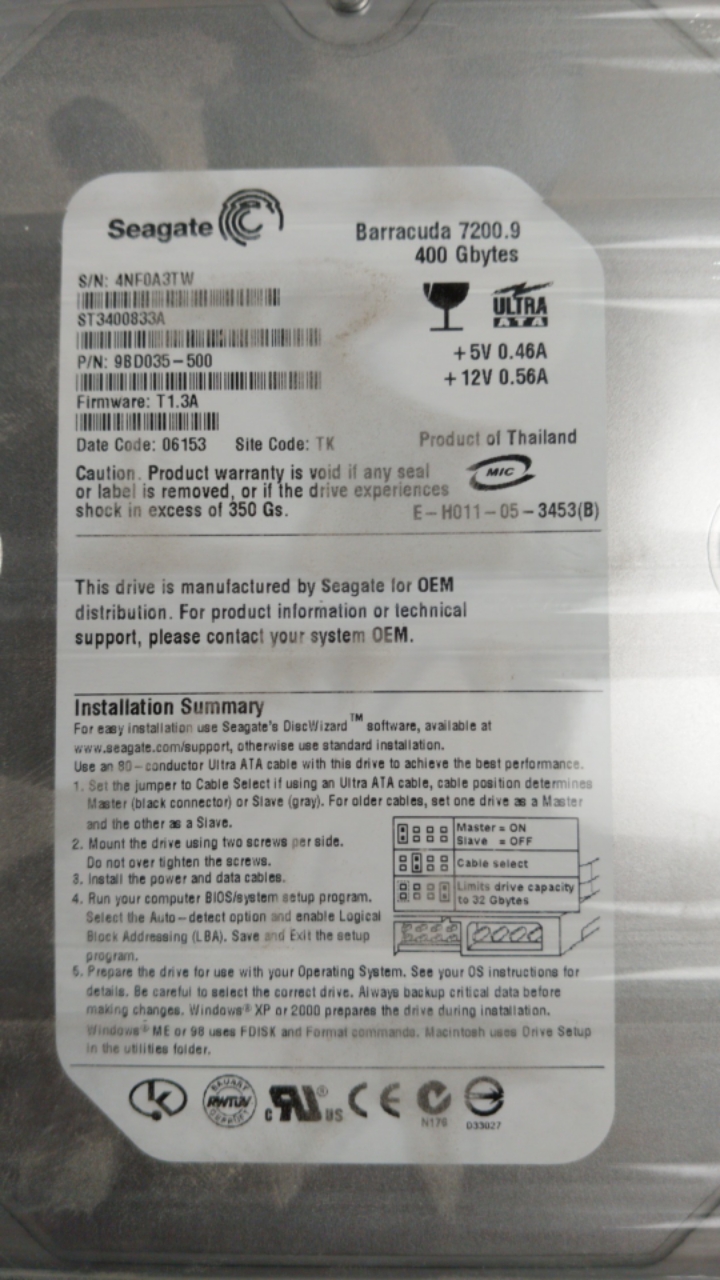 Seagate
Barracuda 7200.9
400 Gbytes
S/N: 4NF0A3TW
ST3400833A
ULTRA
ATA
P/N: 9BD035-500
+5V 0.46A
+12V 0.56A
Firmware: T1.3A
Date Code: 06153 Site Code: TK
Product of Thailand
Caution. Product warranty is void if any seal
or label is removed, or if the drive experiences
shock in excess of 350 Gs.
MIC
E-H011-05-3453(B)
This drive is manufactured by Seagate for OEM
distribution. For product information or technical
support, please contact your system OEM.
Installation Summary
For easy installation use Seagate's DiscWizard™ software, available at
www.seagate.com/support, otherwise use standard installation.
Use an 80-conductor Ultra ATA cable with this drive to achieve the best performance.
1. Set the jumper to Cable Select if using an Ultra ATA cable, cable position determines
Master (black connector) or Slave (gray). For older cables, set one drive as a Master
and the other as a Slave.
2. Mount the drive using two screws per side.
Do not over tighten the screws.
3. Install the power and data cables.
4. Run your computer BIOS/system setup program.
Select the Auto-detect option and enable Logical
Block Addressing (LBA). Save and Exit the setup
program.
Master = ON
Slave = OFF
Cable select
Limits drive capacity
to 32 Gbytes
5. Prepare the drive for use with your Operating System. See your OS instructions for
details. Be careful to select the correct drive. Always backup critical data before
making changes. Windows® XP or 2000 prepares the drive during installation.
Windows® ME or 98 uses FDISK and Format commands. Macintosh uses Drive Setup
in the utilities folder.
BAUART
RWTÜV
GEPRÜFT
c RU® US
CE
N176
D33027